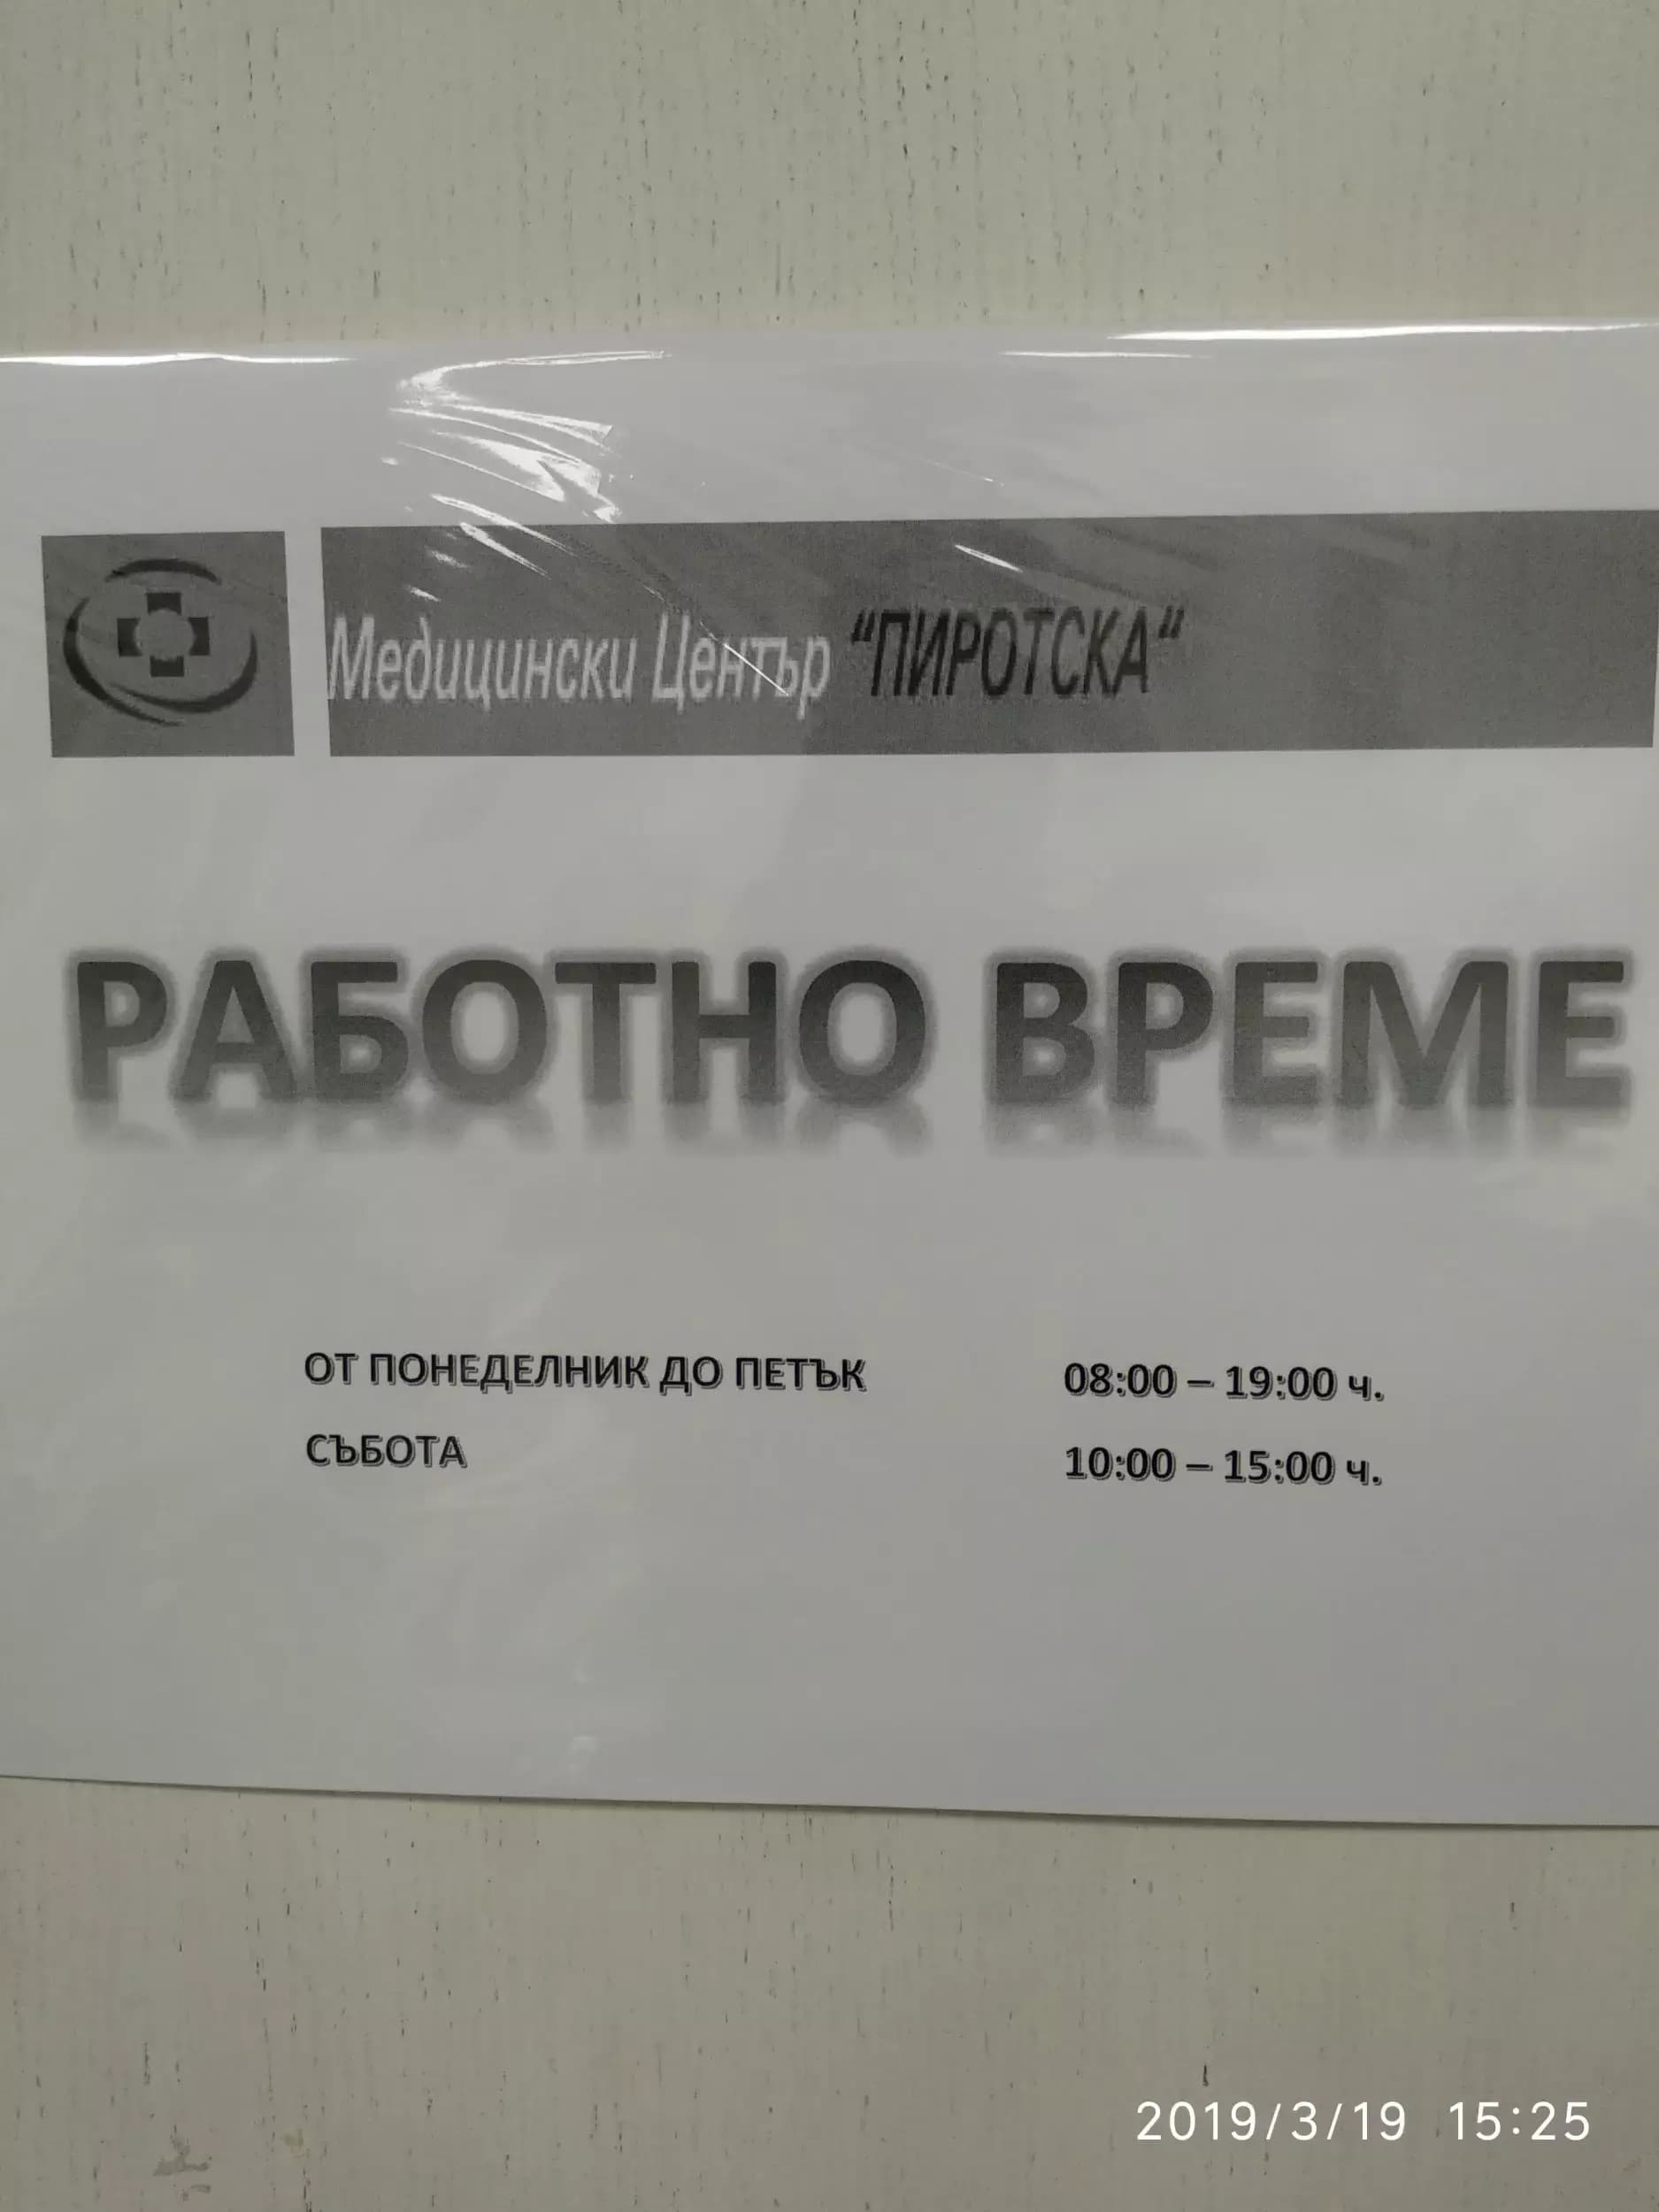 Медицински Център “ПИРОТСКА“
РАБОТНО ВРЕМЕ
ОТ ПОНЕДЕЛНИК ДО ПЕТЪК 08:00 – 19:00 ч.
СЪБОТА 10:00 – 15:00 ч.
2019/3/19 15:25